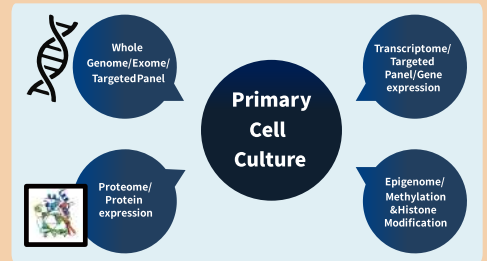 Whole
Genome/Exome/
TargetedPanel
Transcriptome/
Targeted
Panel/Gene
expression
Primary
Cell
Culture
Proteome/
Protein
expression
Epigenome/
Methylation
&Histone
Modification